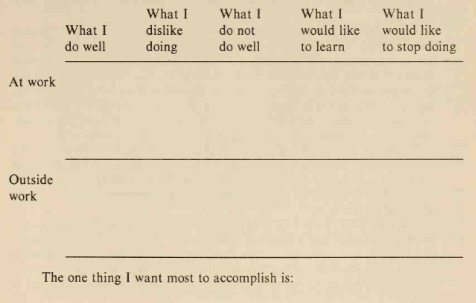 What I do well
What I dislike doing
What I do not do well
What I would like to learn
What I would like to stop doing
At work
Outside work
The one thing I want most to accomplish is: